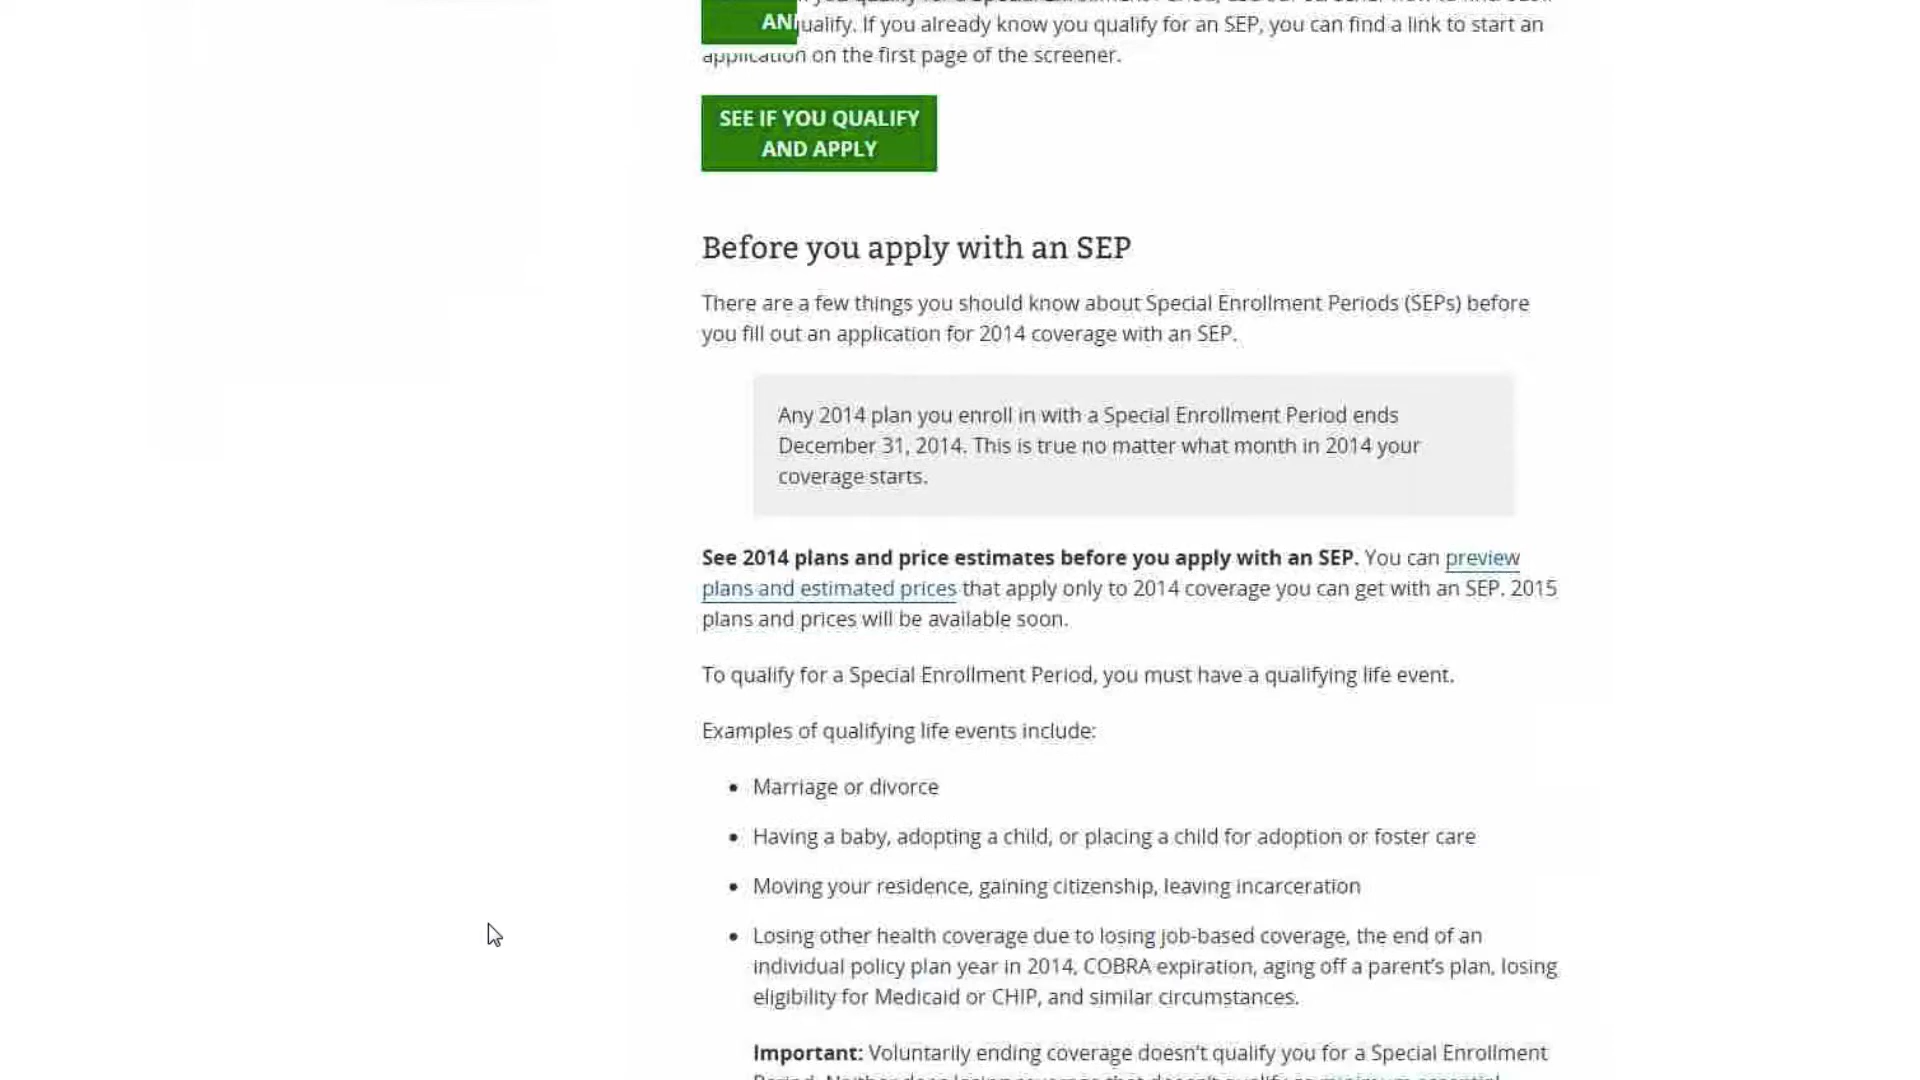 AN
qualify. If you already know you qualify for an SEP, you can find a link to start an
application on the first page of the screener.
SEE IF YOU QUALIFY
AND APPLY
Before you apply with an SEP
There are a few things you should know about Special Enrollment Periods (SEPs) before
you fill out an application for 2014 coverage with an SEP.
Any 2014 plan you enroll in with a Special Enrollment Period ends
December 31, 2014. This is true no matter what month in 2014 your
coverage starts.
See 2014 plans and price estimates before you apply with an SEP. You can preview
plans and estimated prices that apply only to 2014 coverage you can get with an SEP. 2015
plans and prices will be available soon.
To qualify for a Special Enrollment Period, you must have a qualifying life event.
Examples of qualifying life events include:
• Marriage or divorce
• Having a baby, adopting a child, or placing a child for adoption or foster care
• Moving your residence, gaining citizenship, leaving incarceration
• Losing other health coverage due to losing job-based coverage, the end of an
individual policy plan year in 2014, COBRA expiration, aging off a parent's plan, losing
eligibility for Medicaid or CHIP, and similar circumstances.
Important: Voluntarily ending coverage doesn't qualify you for a Special Enrollment